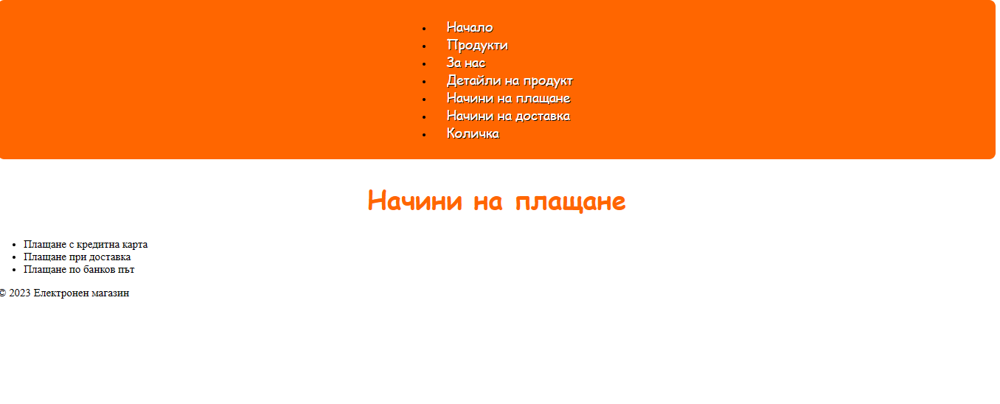 Начало
Продукти
За нас
Детайли на продукт
Начини на плащане
Начини на доставка
Количка
Начини на плащане
Плащане с кредитна карта
Плащане при доставка
Плащане по банков път
© 2023 Електронен магазин